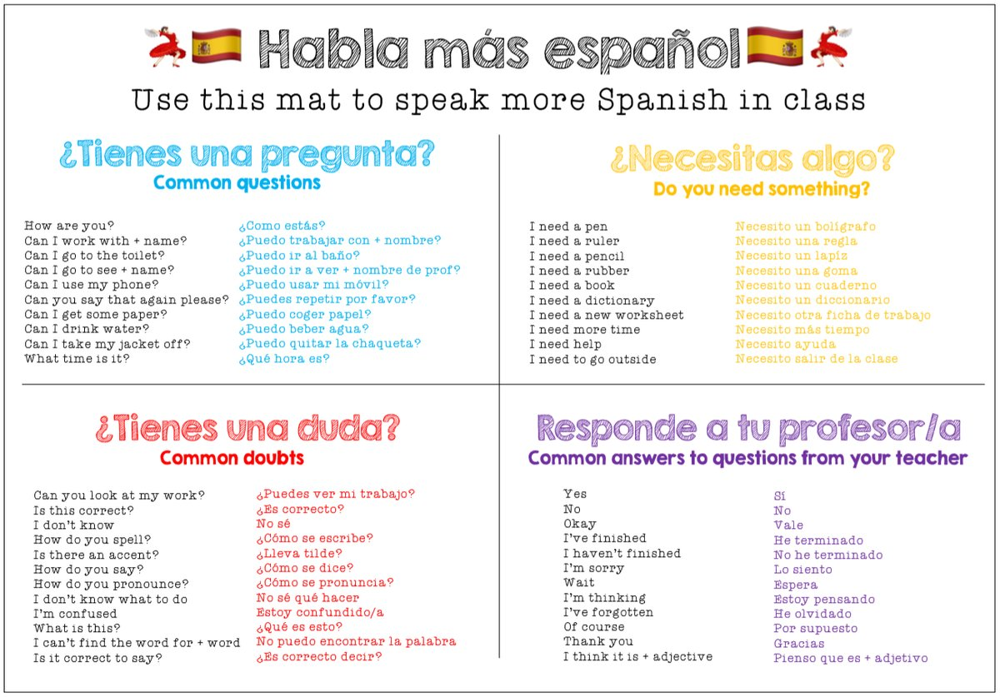 Habla más español
Use this mat to speak more Spanish in class
¿Tienes una pregunta?
Common questions
How are you? ¿Como estás?
Can I work with + name? ¿Puedo trabajar con + nombre?
Can I go to the toilet? ¿Puedo ir al baño?
Can I go to see + name? ¿Puedo ir a ver + nombre de prof?
Can I use my phone? ¿Puedo usar mi móvil?
Can you say that again please? ¿Puedes repetir por favor?
Can I get some paper? ¿Puedo coger papel?
Can I drink water? ¿Puedo beber agua?
Can I take my jacket off? ¿Puedo quitar la chaqueta?
What time is it? ¿Qué hora es?
¿Necesitas algo?
Do you need something?
I need a pen Necesito un bolígrafo
I need a ruler Necesito una regla
I need a pencil Necesito un lapíz
I need a rubber Necesito una goma
I need a book Necesito un cuaderno
I need a dictionary Necesito un diccionario
I need a new worksheet Necesito otra ficha de trabajo
I need more time Necesito más tiempo
I need help Necesito ayuda
I need to go outside Necesito salir de la clase
¿Tienes una duda?
Common doubts
Can you look at my work? ¿Puedes ver mi trabajo?
Is this correct? ¿Es correcto?
I don't know No sé
How do you spell? ¿Cómo se escribe?
Is there an accent? ¿Lleva tilde?
How do you say? ¿Cómo se dice?
How do you pronounce? ¿Cómo se pronuncia?
I don't know what to do No sé qué hacer
I'm confused Estoy confundido/a
What is this? ¿Qué es esto?
I can't find the word for + word No puedo encontrar la palabra
Is it correct to say? ¿Es correcto decir?
Responde a tu profesor/a
Common answers to questions from your teacher
Yes Sí
No No
Okay Vale
I've finished He terminado
I haven't finished No he terminado
I'm sorry Lo siento
Wait Espera
I'm thinking Estoy pensando
I've forgotten He olvidado
Of course Por supuesto
Thank you Gracias
I think it is + adjective Pienso que es + adjetivo